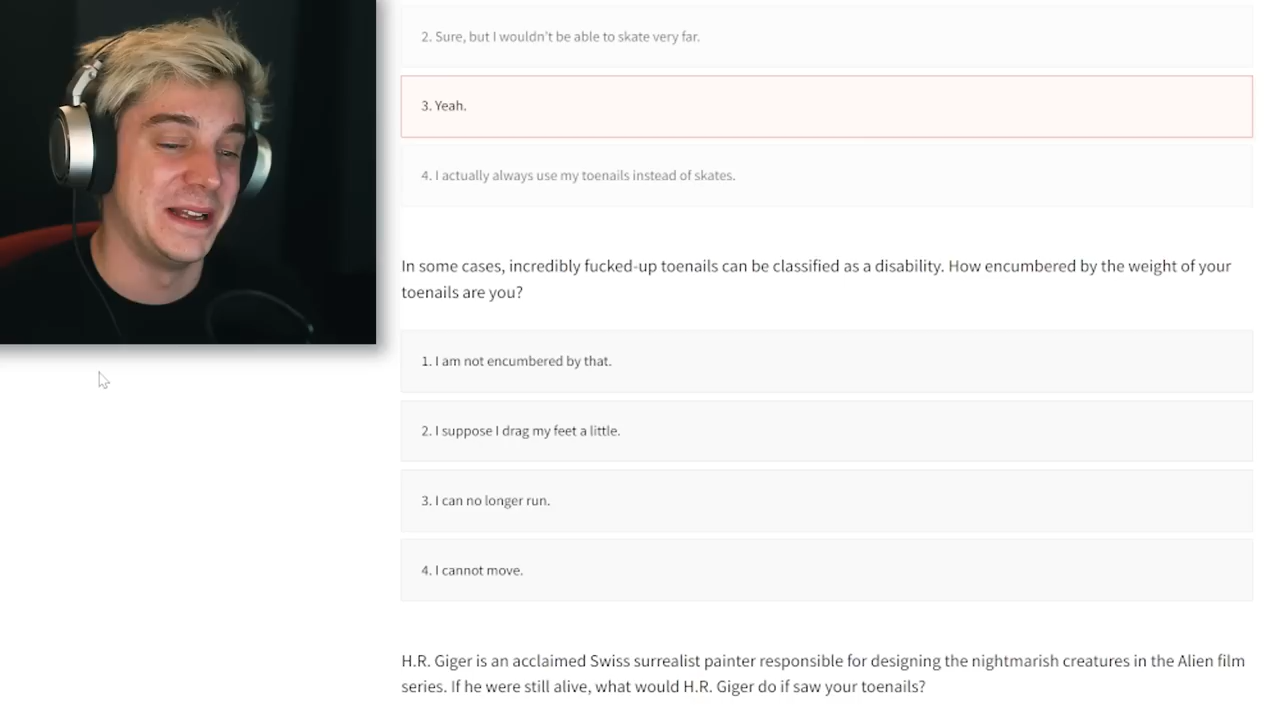 2. Sure, but I wouldn't be able to skate very far.
3. Yeah.
4. I actually always use my toenails instead of skates.
In some cases, incredibly fucked-up toenails can be classified as a disability. How encumbered by the weight of your
toenails are you?
1. I am not encumbered by that.
2. I suppose I drag my feet a little.
3. I can no longer run.
4. I cannot move.
H.R. Giger is an acclaimed Swiss surrealist painter responsible for designing the nightmarish creatures in the Alien film
series. If he were still alive, what would H.R. Giger do if saw your toenails?